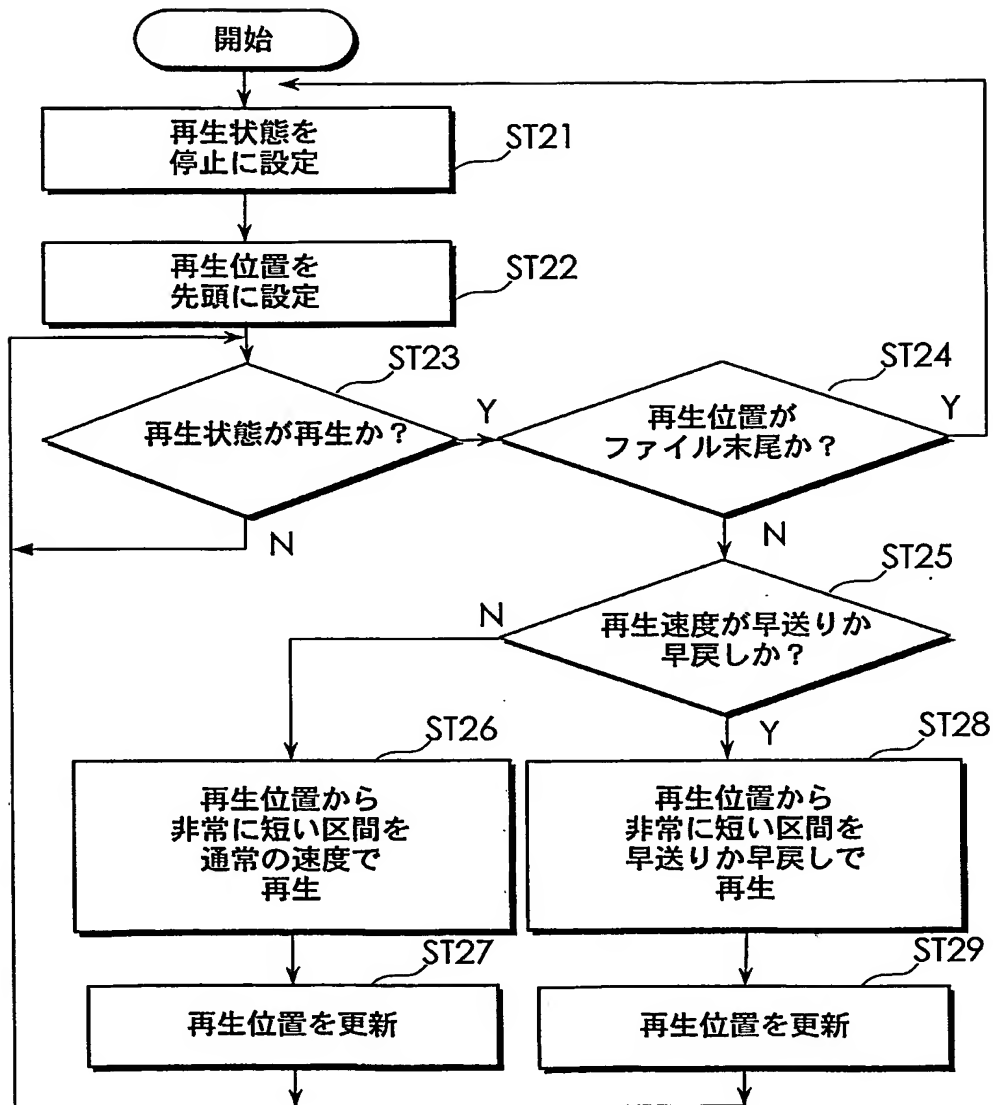 開始
再生状態を
停止に設定
ST21
再生位置を
先頭に設定
ST22
ST23
再生状態が再生か？
Y
N
ST24
再生位置が
ファイル末尾か？
Y
N
ST25
再生速度が早送りか
早戻しか？
N
Y
ST26
再生位置から
非常に短い区間を
通常の速度で
再生
ST28
再生位置から
非常に短い区間を
早送りか早戻しで
再生
ST27
再生位置を更新
ST29
再生位置を更新